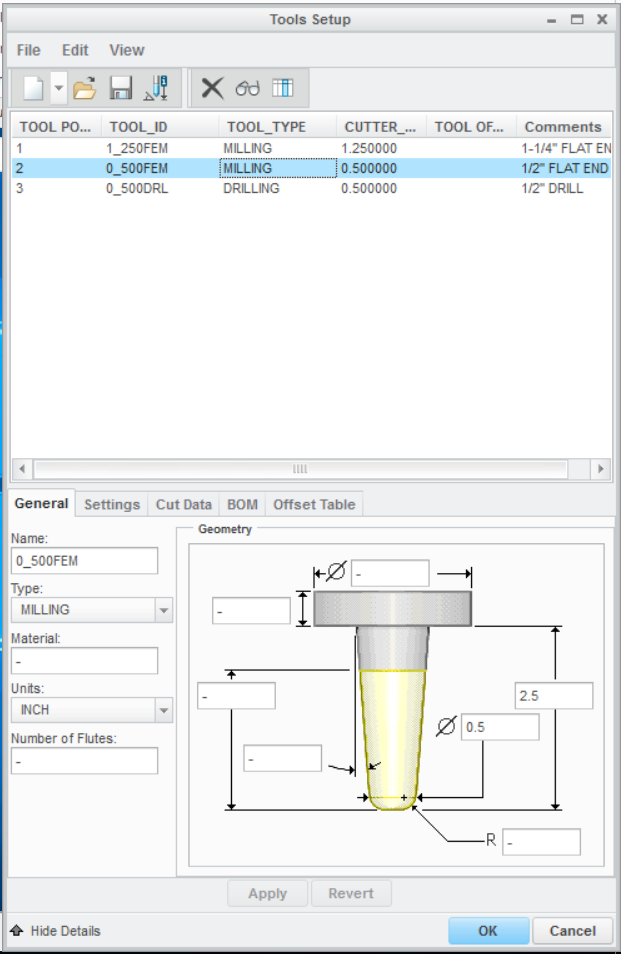 Tools Setup
File Edit View
TOOL PO... TOOL_ID TOOL_TYPE CUTTER_... TOOL OF... Comments
1 1_250FEM MILLING 1.250000 1-1/4" FLAT EN
2 0_500FEM MILLING 0.500000 1/2" FLAT END
3 0_500DRL DRILLING 0.500000 1/2" DRILL
General Settings Cut Data BOM Offset Table
Name:
0_500FEM
Type:
MILLING
Material:
-
Units:
INCH
Number of Flutes:
-
Geometry
Ø -
-
-
2.5
Ø 0.5
-
R -
Apply Revert
Hide Details OK Cancel